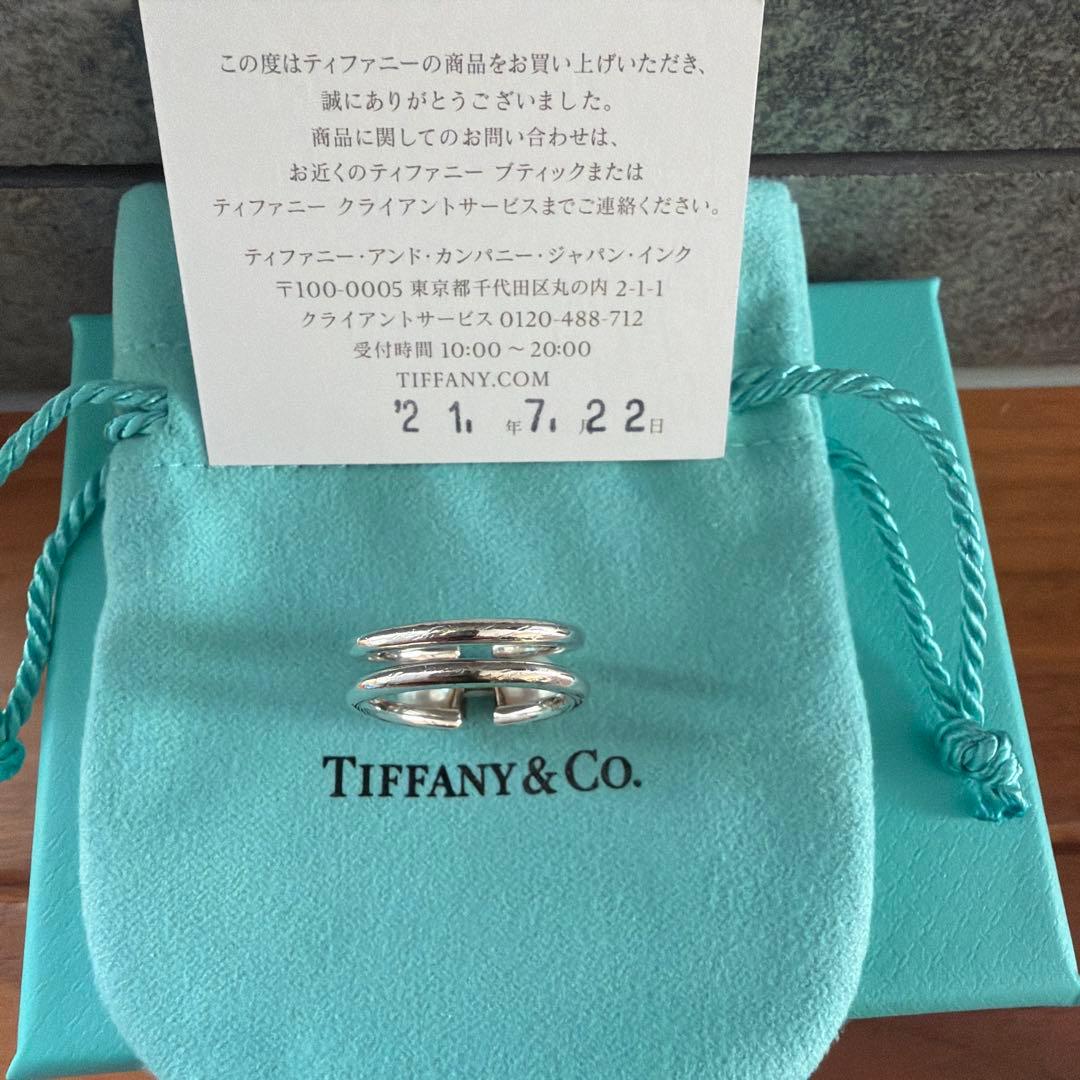 この度はティファニーの商品をお買い上げいただき、
誠にありがとうございました。
商品に関してのお問い合わせは、
お近くのティファニー ブティックまたは
ティファニー クライアントサービスまでご連絡ください。
ティファニー・アンド・カンパニー・ジャパン・インク
〒100-0005 東京都千代田区丸の内 2-1-1
クライアントサービス 0120-488-712
受付時間 10:00 ～ 20:00
TIFFANY.COM
'21. 年 7. 月 22 日
TIFFANY & CO.